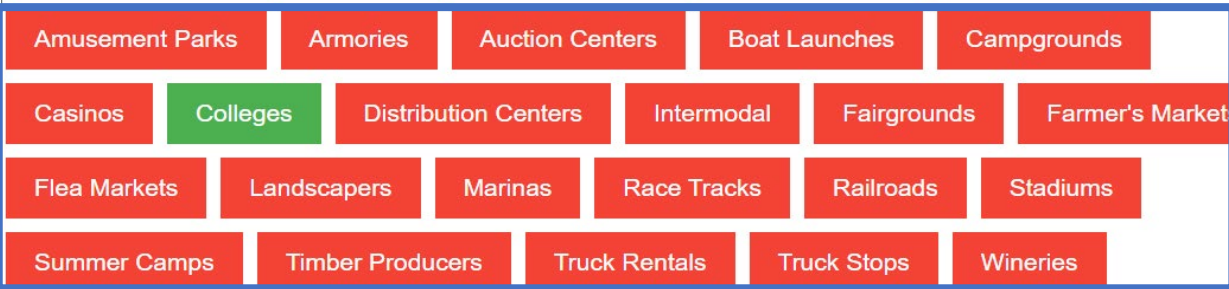 Amusement Parks Armories Auction Centers Boat Launches Campgrounds
Casinos Colleges Distribution Centers Intermodal Fairgrounds Farmer's Markets
Flea Markets Landscapers Marinas Race Tracks Railroads Stadiums
Summer Camps Timber Producers Truck Rentals Truck Stops Wineries